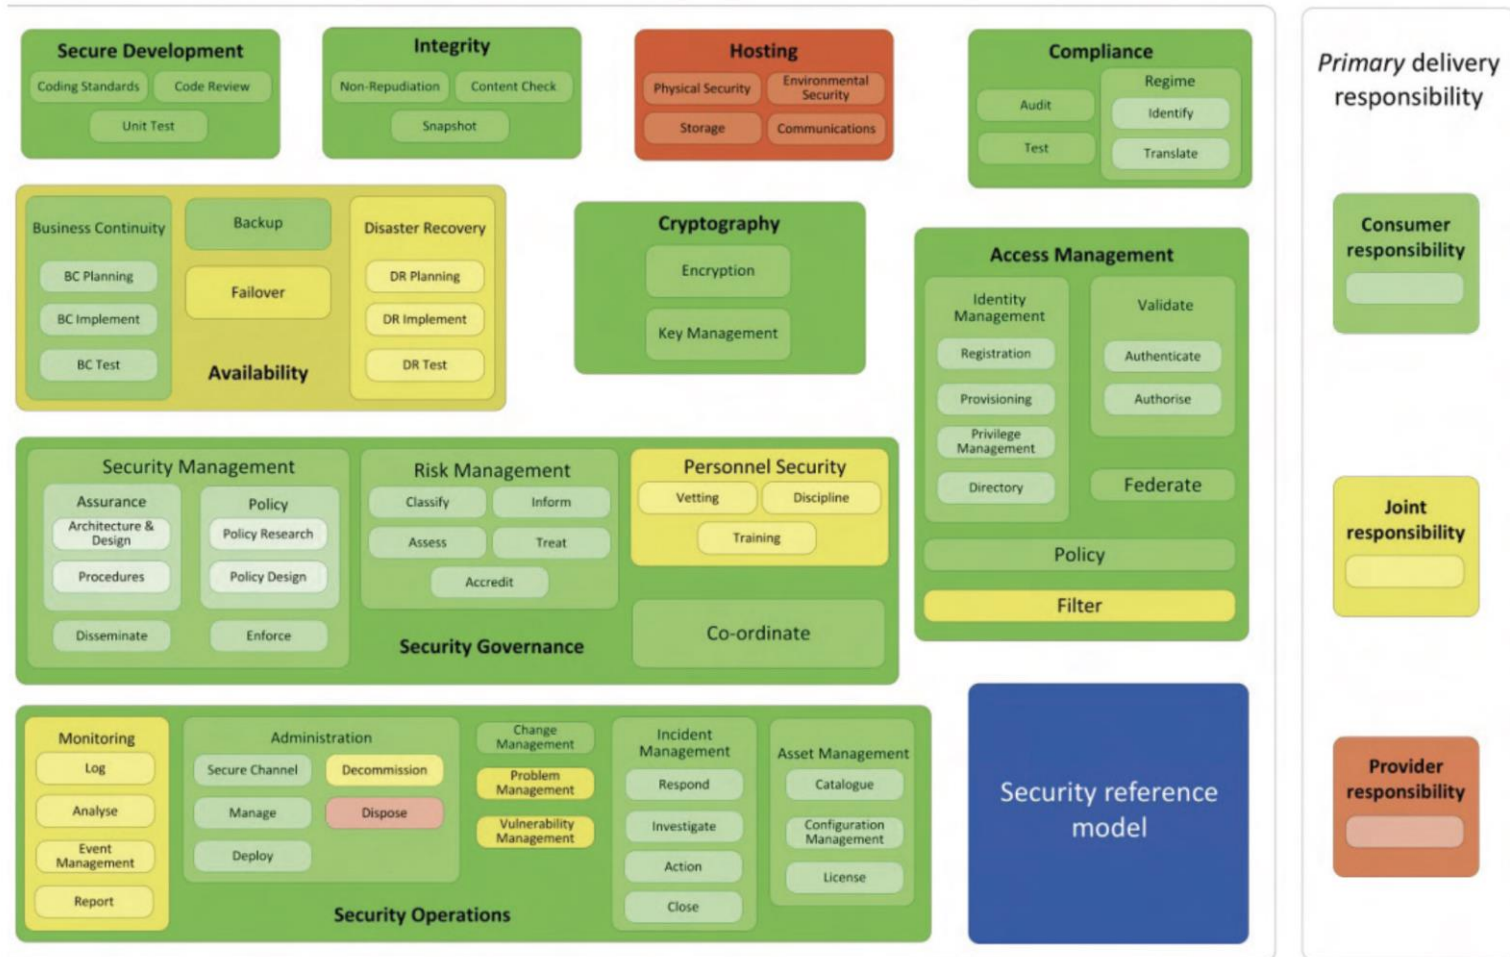 Secure Development
Coding Standards
Code Review
Unit Test
Integrity
Non-Repudiation
Content Check
Snapshot
Hosting
Physical Security
Environmental
Security
Storage
Communications
Compliance
Audit
Test
Regime
Identify
Translate
Business Continuity
BC Planning
BC Implement
BC Test
Backup
Failover
Availability
Disaster Recovery
DR Planning
DR Implement
DR Test
Cryptography
Encryption
Key Management
Access Management
Identity
Management
Registration
Provisioning
Privilege
Management
Directory
Validate
Authenticate
Authorise
Federate
Policy
Filter
Security Management
Assurance
Architecture &
Design
Procedures
Disseminate
Policy
Policy Research
Policy Design
Enforce
Risk Management
Classify
Inform
Assess
Treat
Accredit
Personnel Security
Vetting
Discipline
Training
Co-ordinate
Security Governance
Monitoring
Log
Analyse
Event
Management
Report
Administration
Secure Channel
Decommission
Manage
Dispose
Deploy
Change
Management
Problem
Management
Vulnerability
Management
Incident
Management
Respond
Investigate
Action
Close
Asset Management
Catalogue
Configuration
Management
License
Security Operations
Security reference
model
Primary delivery
responsibility
Consumer
responsibility
Joint
responsibility
Provider
responsibility